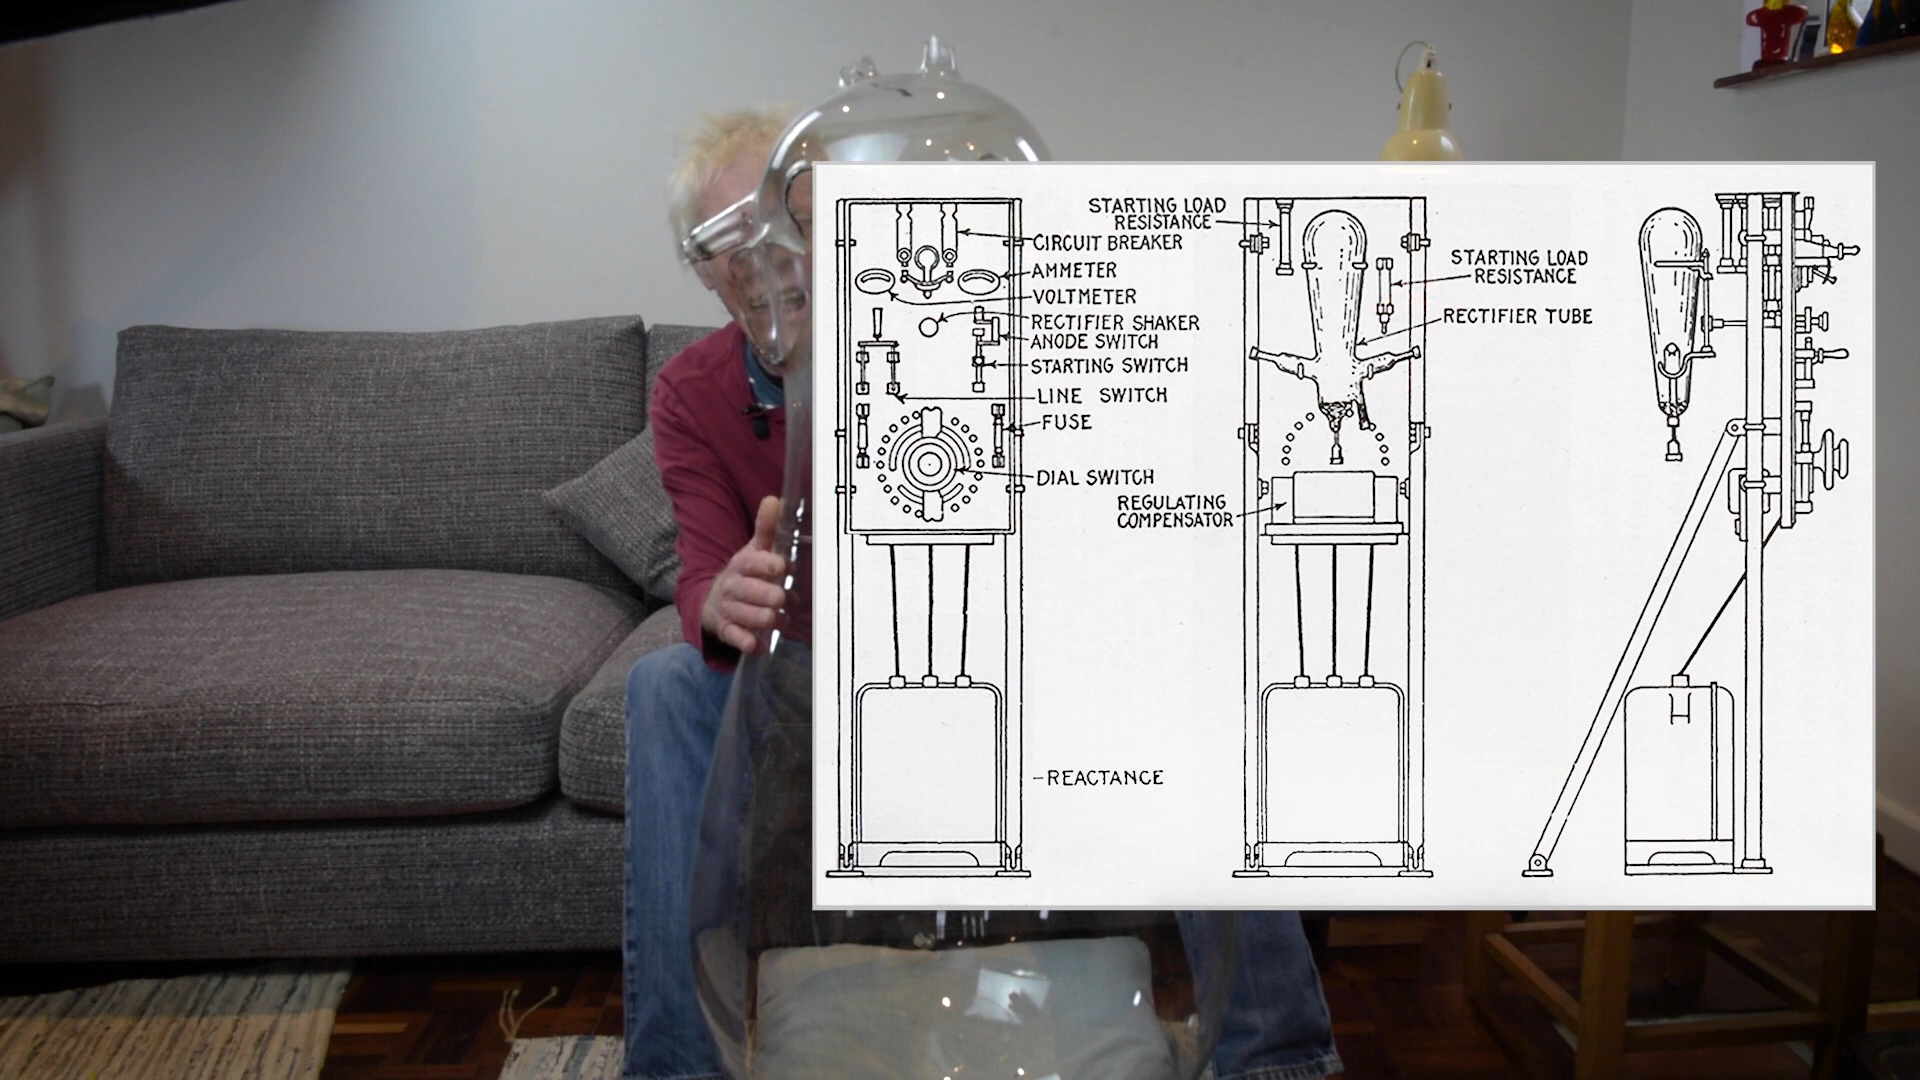 STARTING LOAD
RESISTANCE
CIRCUIT BREAKER
AMMETER
VOLTMETER
RECTIFIER SHAKER
ANODE SWITCH
STARTING SWITCH
LINE SWITCH
FUSE
DIAL SWITCH
REGULATING
COMPENSATOR
REACTANCE
STARTING LOAD
RESISTANCE
RECTIFIER TUBE